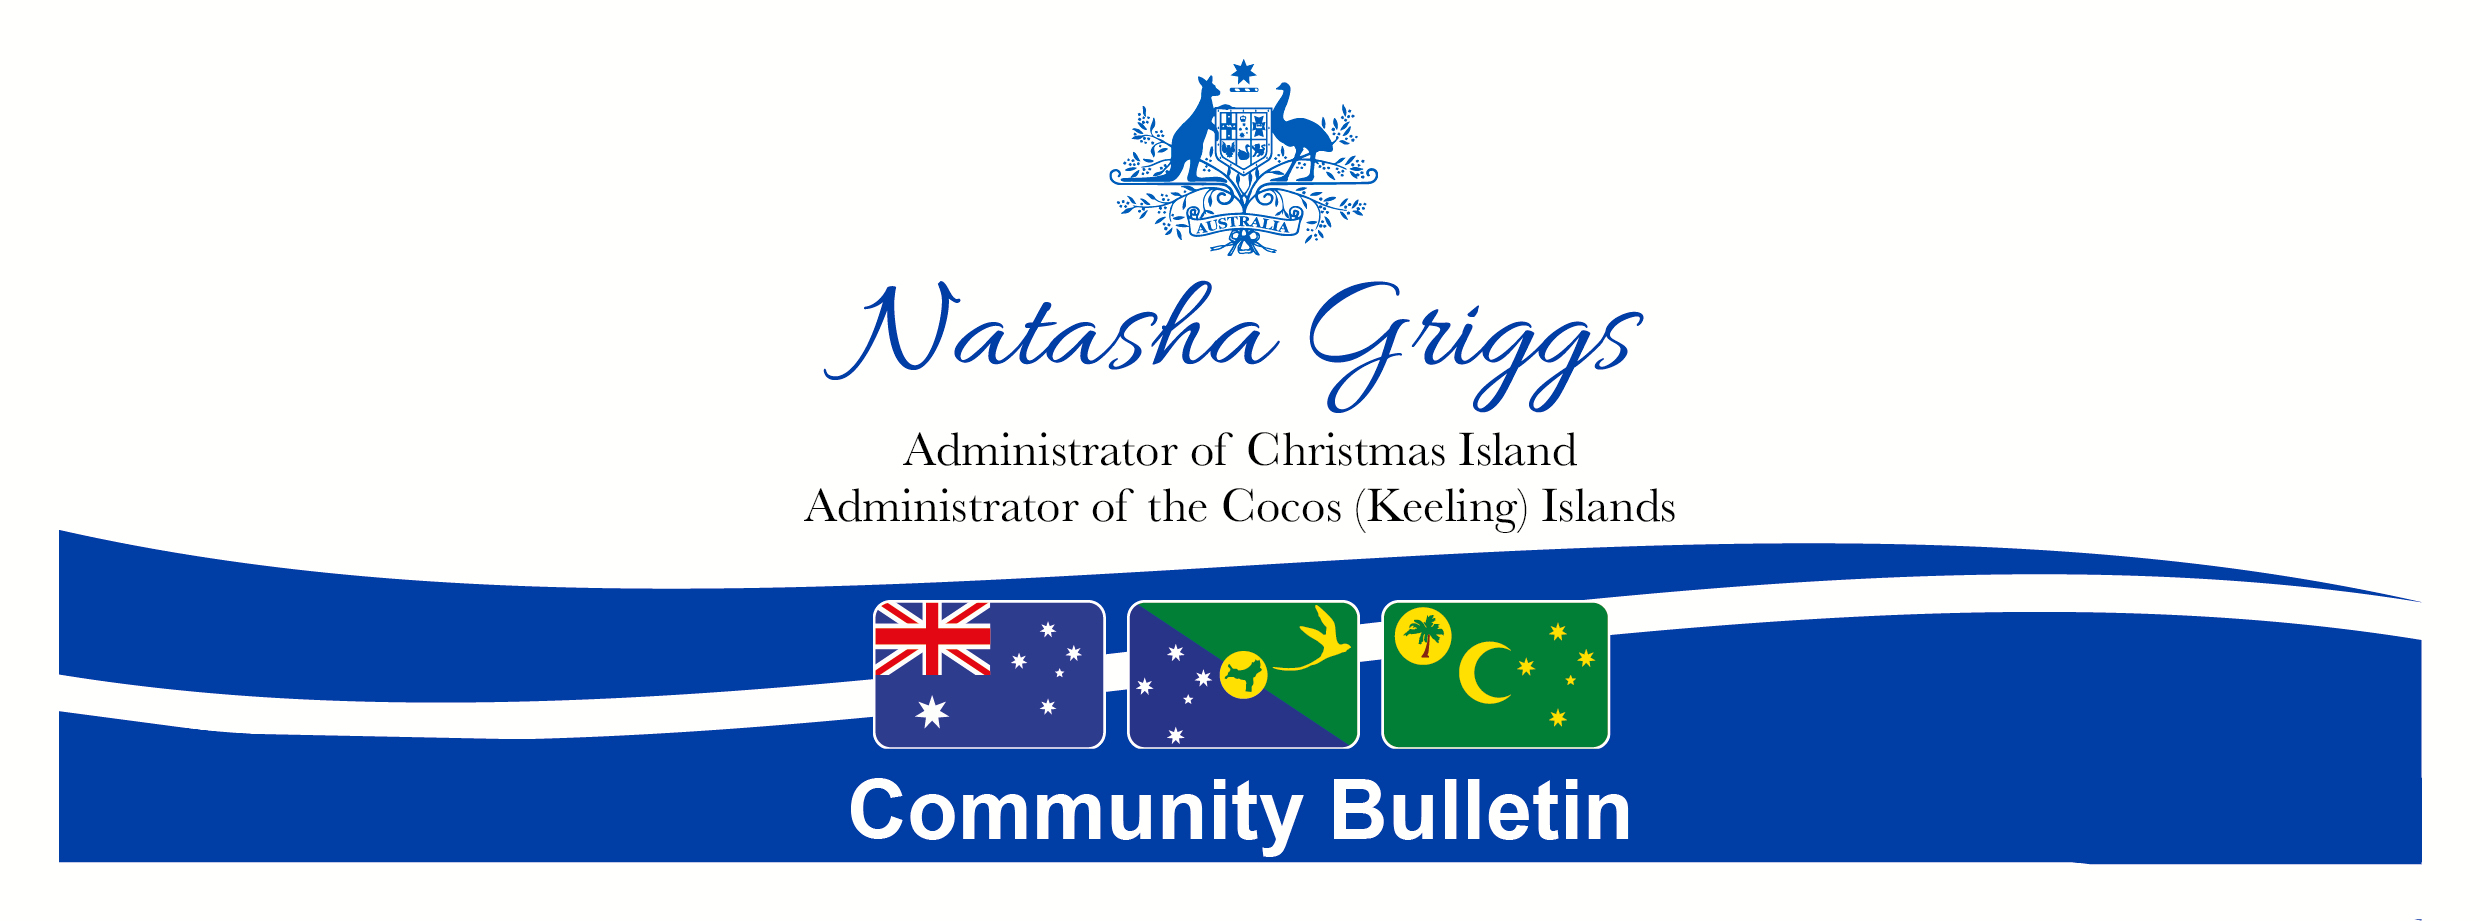 AUSTRALIA
Natasha Griggs
Administrator of Christmas Island
Administrator of the Cocos (Keeling) Islands
Community Bulletin